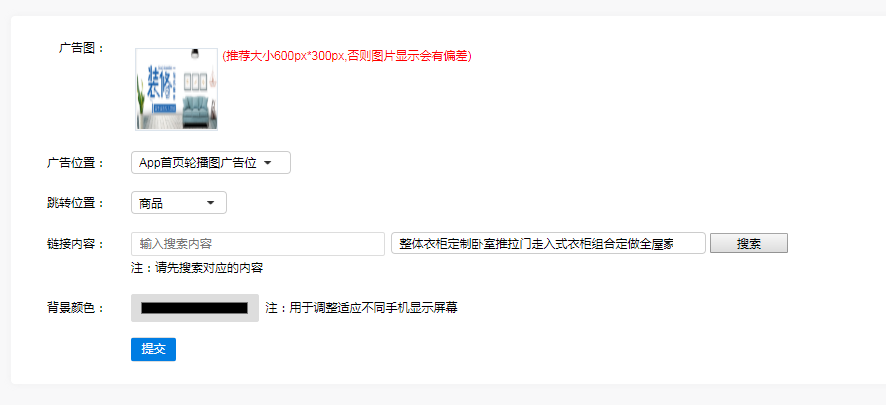 广告图：
装修
(推荐大小600px*300px,否则图片显示会有偏差)
广告位置： App首页轮播图广告位
跳转位置： 商品
链接内容： 输入搜索内容 整体衣柜定制卧室推拉门走入式衣柜组合定做全屋家 搜索
注：请先搜索对应的内容
背景颜色： 注：用于调整适应不同手机显示屏幕
提交